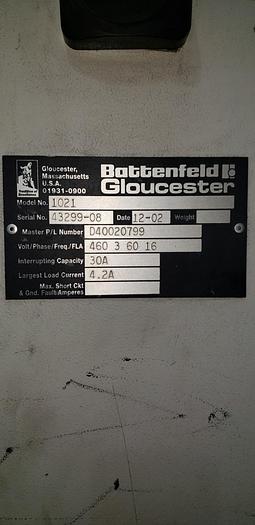 Gloucester,
Massachusetts
U.S.A.
01931-0900
Battenfeld
Gloucester
Model No. 1021
Serial No. 43299-08 Date 12-02 Weight
Master P/L Number D40020799
Volt/Phase/Freq./FLA 460 3 60 16
Interrupting Capacity 30A
Largest Load Current 4.2A
Max. Short Ckt
& Gnd. Fault Amperes